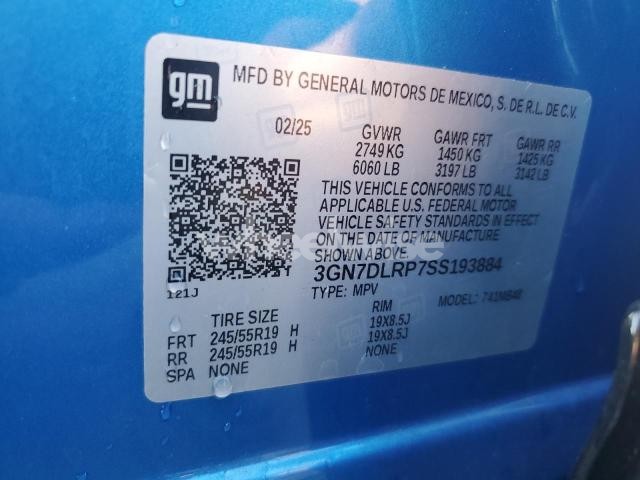 gm
MFD BY GENERAL MOTORS DE MEXICO, S. DE R.L. DE C.V.
02/25 GVWR GAWR FRT GAWR RR
2749 KG 1450 KG 1425 KG
6060 LB 3197 LB 3142 LB
THIS VEHICLE CONFORMS TO ALL
APPLICABLE U.S. FEDERAL MOTOR
VEHICLE SAFETY STANDARDS IN EFFECT
ON THE DATE OF MANUFACTURE
SHOWN ABOVE.
3GN7DLRP7SS193884
TYPE: MPV MODEL: 741MB48
121J
TIRE SIZE RIM
FRT 245/55R19 H 19X8.5J
RR 245/55R19 H 19X8.5J
SPA NONE NONE